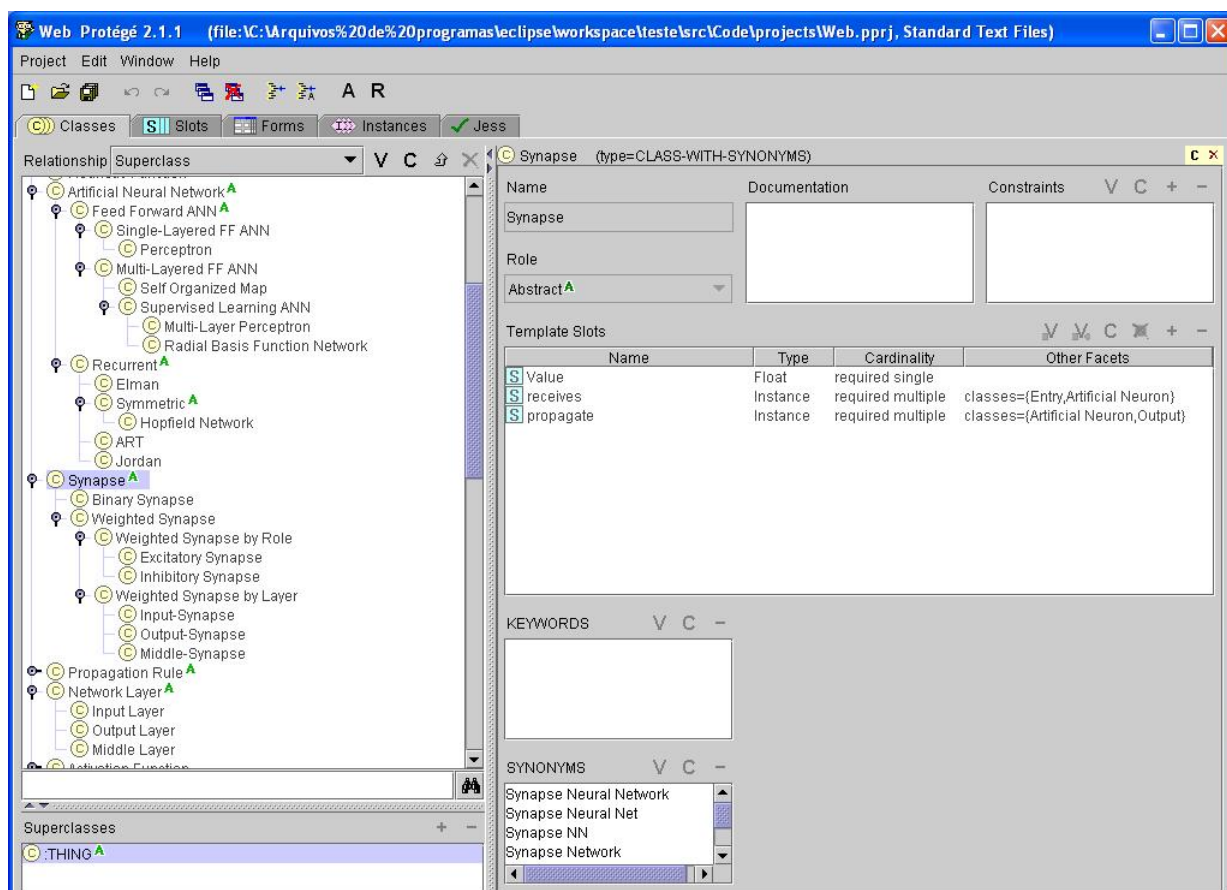 Web Protégé 2.1.1 (file:\C:\Arquivos%20de%20programas\eclipse\workspace\teste\src\Code\projects\Web.pprj, Standard Text Files)
Project Edit Window Help
A R
Classes Slots Forms Instances Jess
Relationship Superclass V C
Artificial Neural Network A
Feed Forward ANN A
Single-Layered FF ANN
Perceptron
Multi-Layered FF ANN
Self Organized Map
Supervised Learning ANN
Multi-Layer Perceptron
Radial Basis Function Network
Recurrent A
Elman
Symmetric A
Hopfield Network
ART
Jordan
Synapse A
Binary Synapse
Weighted Synapse
Weighted Synapse by Role
Excitatory Synapse
Inhibitory Synapse
Weighted Synapse by Layer
Input-Synapse
Output-Synapse
Middle-Synapse
Propagation Rule A
Network Layer A
Input Layer
Output Layer
Middle Layer
Activation Function
Superclasses + −
:THING A
Synapse (type=CLASS-WITH-SYNONYMS) C ×
Name Documentation Constraints V C + −
Synapse
Role
Abstract A
Template Slots V V C + −
Name Type Cardinality Other Facets
S Value Float required single
S receives Instance required multiple classes={Entry,Artificial Neuron}
S propagate Instance required multiple classes={Artificial Neuron,Output}
KEYWORDS V C −
SYNONYMS V C −
Synapse Neural Network
Synapse Neural Net
Synapse NN
Synapse Network